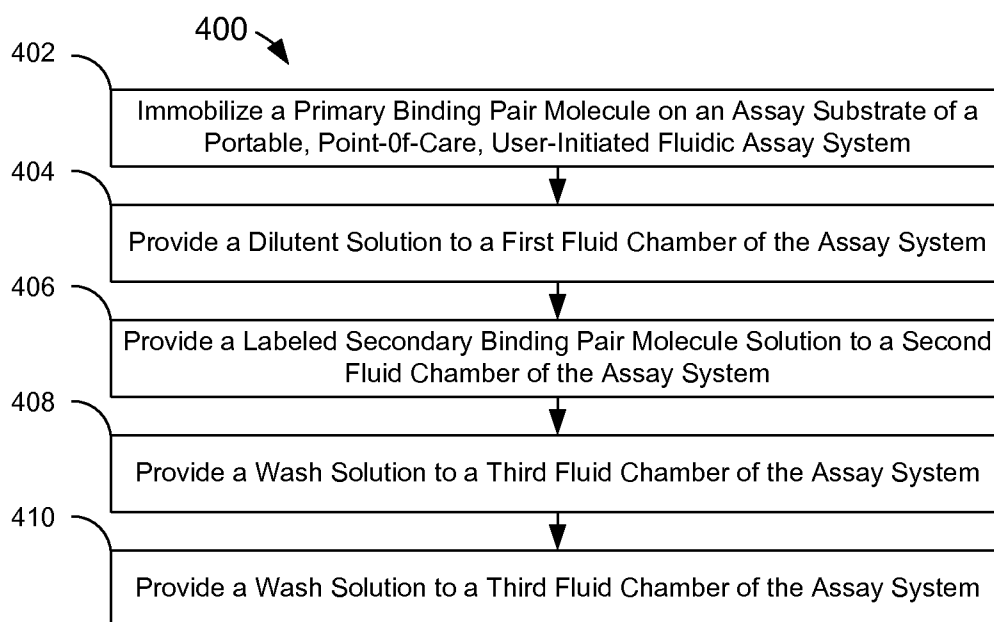 400
402
Immobilize a Primary Binding Pair Molecule on an Assay Substrate of a
Portable, Point-0f-Care, User-Initiated Fluidic Assay System
404
Provide a Dilutent Solution to a First Fluid Chamber of the Assay System
406
Provide a Labeled Secondary Binding Pair Molecule Solution to a Second
Fluid Chamber of the Assay System
408
Provide a Wash Solution to a Third Fluid Chamber of the Assay System
410
Provide a Wash Solution to a Third Fluid Chamber of the Assay System